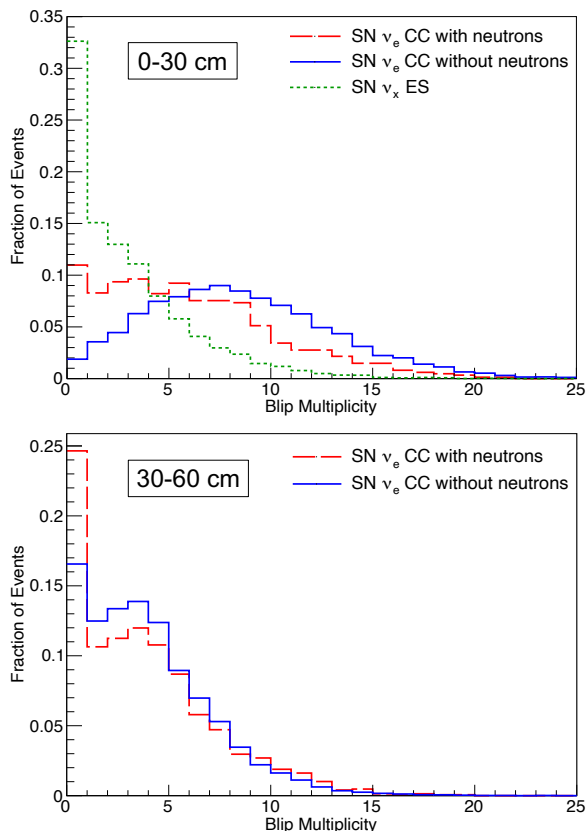 0.35
0.3
0.25
0.2
0.15
0.1
0.05
0
Fraction of Events
0-30 cm
SN νe CC with neutrons
SN νe CC without neutrons
SN νx ES
0 5 10 15 20 25
Blip Multiplicity
0.25
0.2
0.15
0.1
0.05
0
Fraction of Events
30-60 cm
SN νe CC with neutrons
SN νe CC without neutrons
0 5 10 15 20 25
Blip Multiplicity